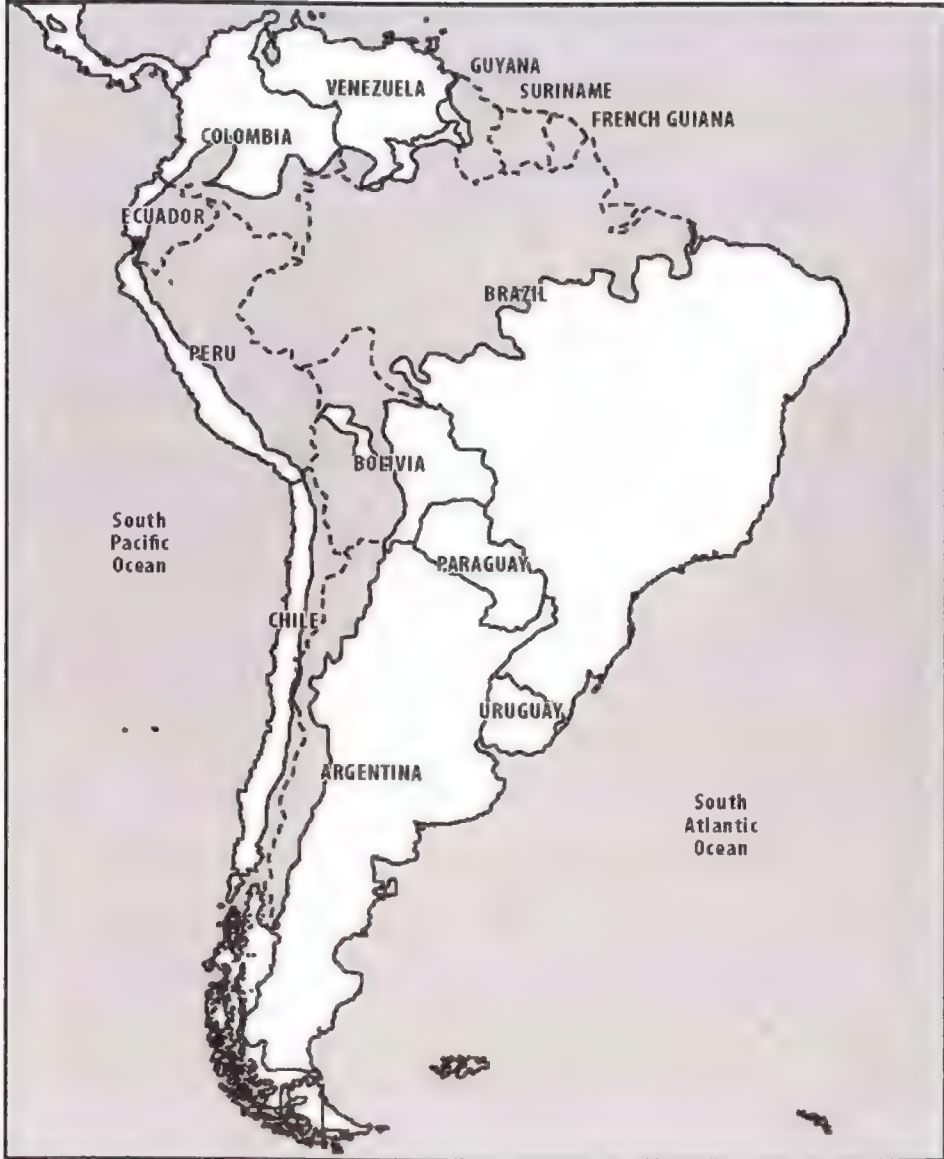 GUYANA
VENEZUELA
SURINAME
FRENCH GUIANA
COLOMBIA
ECUADOR
BRAZIL
PERU
BOLIVIA
South
Pacific
Ocean
PARAGUAY
CHILE
URUGUAY
ARGENTINA
South
Atlantic
Ocean